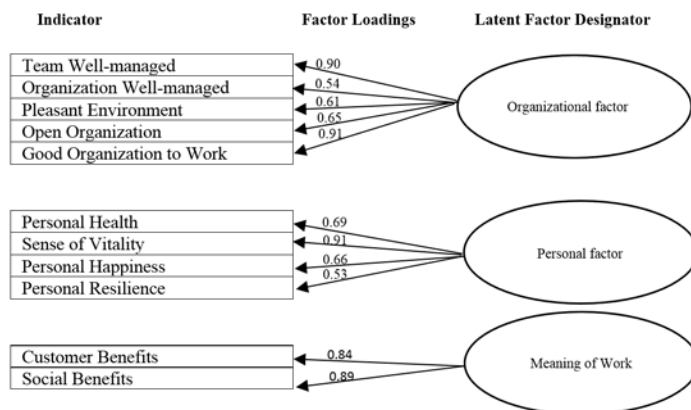 Indicator Factor Loadings Latent Factor Designator
Team Well-managed 0.90
Organization Well-managed 0.54
Pleasant Environment 0.61 Organizational factor
Open Organization 0.65
Good Organization to Work 0.91
Personal Health 0.69
Sense of Vitality 0.91
Personal Happiness 0.66 Personal factor
Personal Resilience 0.53
Customer Benefits 0.84 Meaning of Work
Social Benefits 0.89